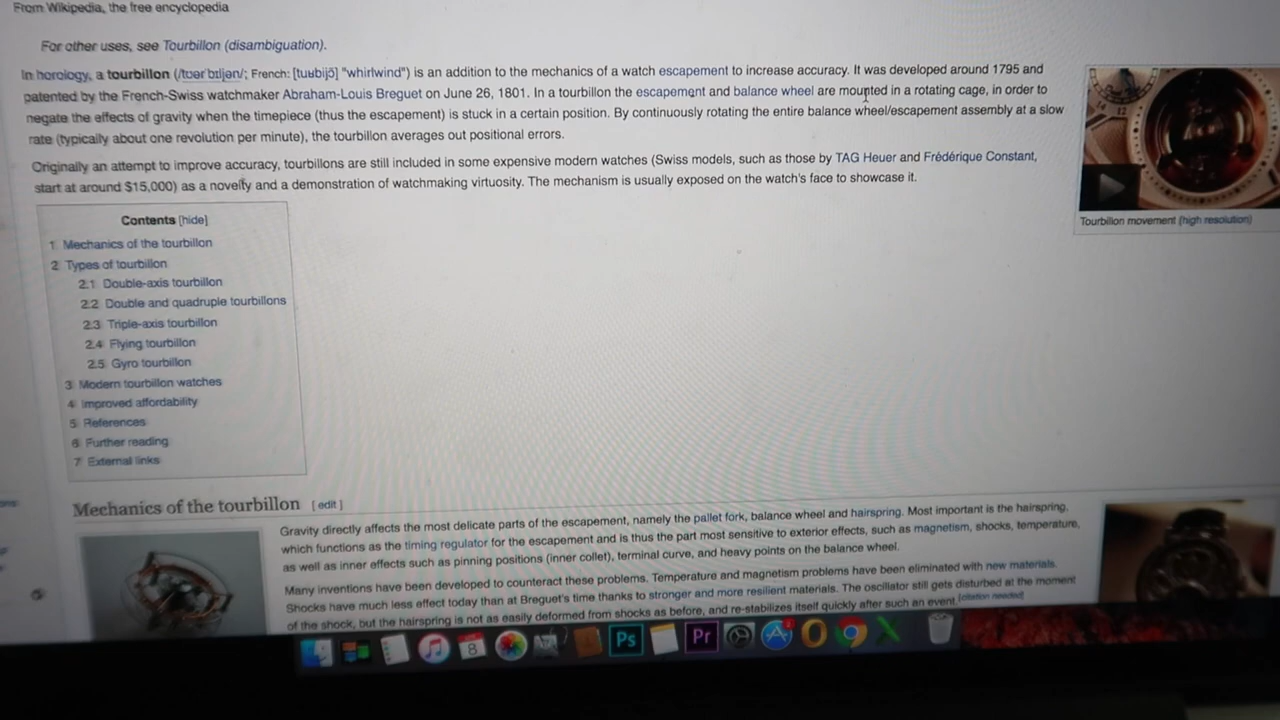 From Wikipedia, the free encyclopedia
For other uses, see Tourbillon (disambiguation).
In horology, a tourbillon (/tʊərˈbɪljən/; French: [tuʁbijɔ̃] "whirlwind") is an addition to the mechanics of a watch escapement to increase accuracy. It was developed around 1795 and
patented by the French-Swiss watchmaker Abraham-Louis Breguet on June 26, 1801. In a tourbillon the escapement and balance wheel are mounted in a rotating cage, in order to
negate the effects of gravity when the timepiece (thus the escapement) is stuck in a certain position. By continuously rotating the entire balance wheel/escapement assembly at a slow
rate (typically about one revolution per minute), the tourbillon averages out positional errors.
Originally an attempt to improve accuracy, tourbillons are still included in some expensive modern watches (Swiss models, such as those by TAG Heuer and Frédérique Constant,
start at around $15,000) as a novelty and a demonstration of watchmaking virtuosity. The mechanism is usually exposed on the watch's face to showcase it.
Tourbillon movement (high resolution)
Contents [hide]
1 Mechanics of the tourbillon
2 Types of tourbillon
2.1 Double-axis tourbillon
2.2 Double and quadruple tourbillons
2.3 Triple-axis tourbillon
2.4 Flying tourbillon
2.5 Gyro tourbillon
3 Modern tourbillon watches
4 Improved affordability
5 References
6 Further reading
7 External links
Mechanics of the tourbillon [ edit ]
Gravity directly affects the most delicate parts of the escapement, namely the pallet fork, balance wheel and hairspring. Most important is the hairspring,
which functions as the timing regulator for the escapement and is thus the part most sensitive to exterior effects, such as magnetism, shocks, temperature,
as well as inner effects such as pinning positions (inner collet), terminal curve, and heavy points on the balance wheel.
Many inventions have been developed to counteract these problems. Temperature and magnetism problems have been eliminated with new materials.
Shocks have much less effect today than at Breguet's time thanks to stronger and more resilient materials. The oscillator still gets disturbed at the moment
of the shock, but the hairspring is not as easily deformed from shocks as before, and re-stabilizes itself quickly after such an event.[citation needed]
8
Ps
Pr